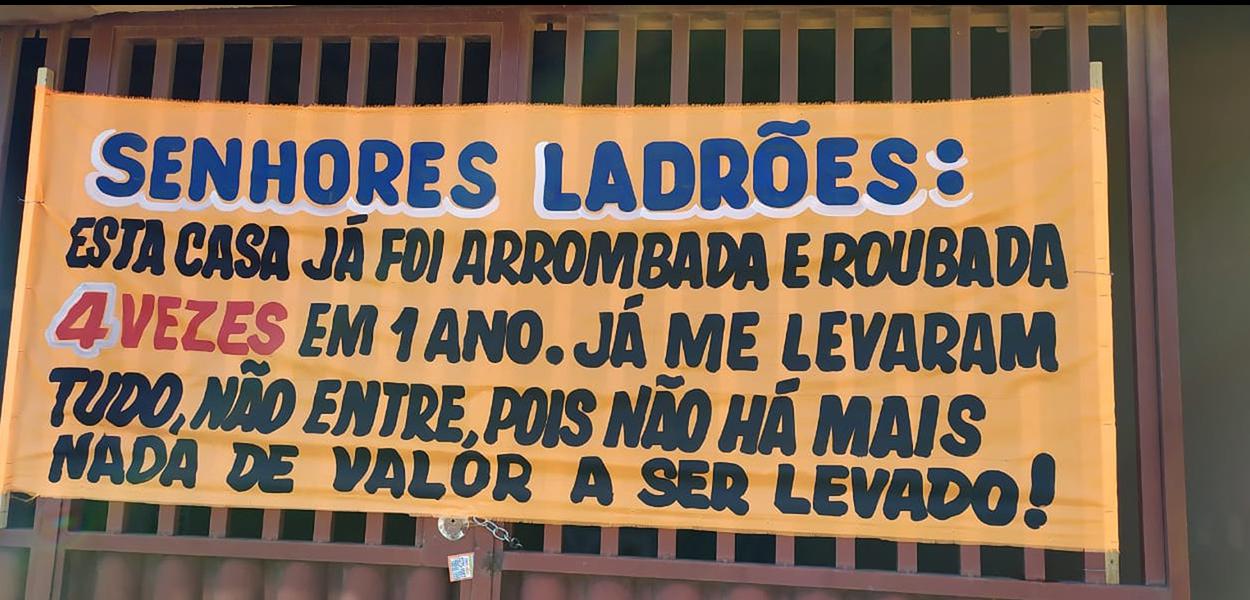 SENHORES LADRÕES:
ESTA CASA JÁ FOI ARROMBADA E ROUBADA
4 VEZES EM 1 ANO. JÁ ME LEVARAM
TUDO, NÃO ENTRE, POIS NÃO HÁ MAIS
NADA DE VALOR A SER LEVADO!